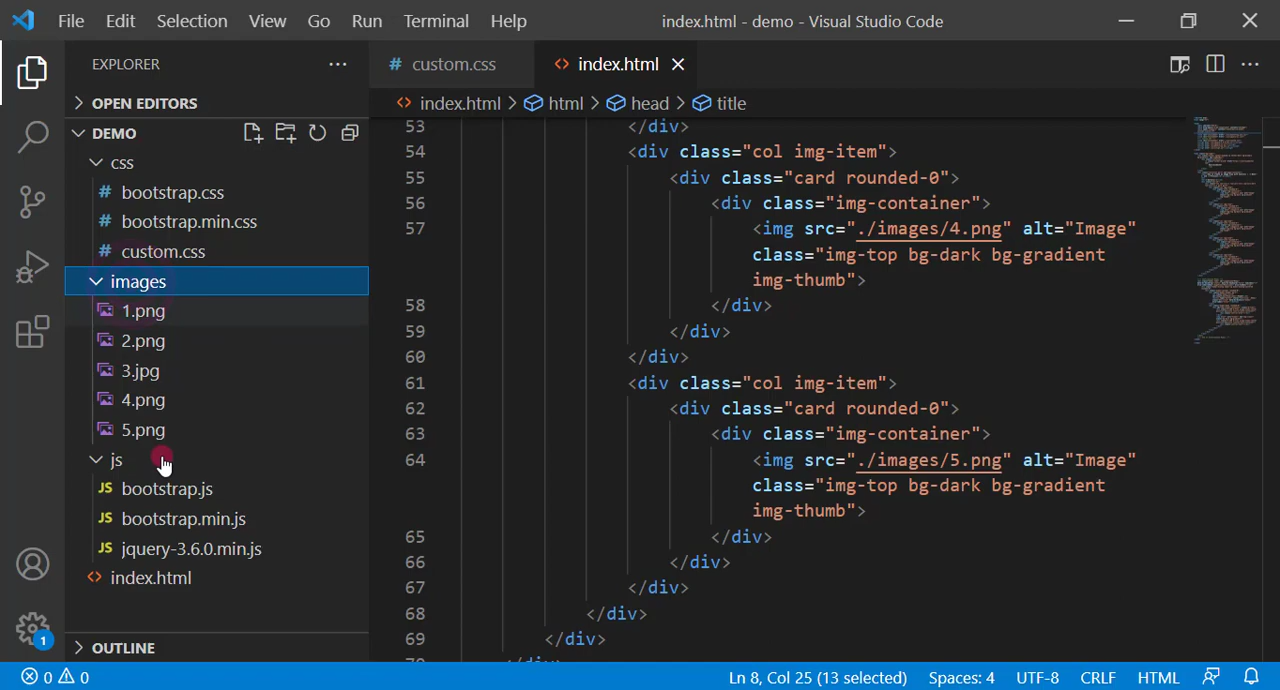 File Edit Selection View Go Run Terminal Help index.html - demo - Visual Studio Code
EXPLORER
OPEN EDITORS
DEMO
css
# bootstrap.css
# bootstrap.min.css
# custom.css
images
1.png
2.png
3.jpg
4.png
5.png
js
JS bootstrap.js
JS bootstrap.min.js
JS jquery-3.6.0.min.js
<> index.html
OUTLINE
# custom.css <> index.html
<> index.html > html > head > title
53 </div>
54 <div class="col img-item">
55 <div class="card rounded-0">
56 <div class="img-container">
57 <img src="./images/4.png" alt="Image"
class="img-top bg-dark bg-gradient
img-thumb">
58 </div>
59 </div>
60 </div>
61 <div class="col img-item">
62 <div class="card rounded-0">
63 <div class="img-container">
64 <img src="./images/5.png" alt="Image"
class="img-top bg-dark bg-gradient
img-thumb">
65 </div>
66 </div>
67 </div>
68 </div>
69 </div>
1
0 0 Ln 8, Col 25 (13 selected) Spaces: 4 UTF-8 CRLF HTML